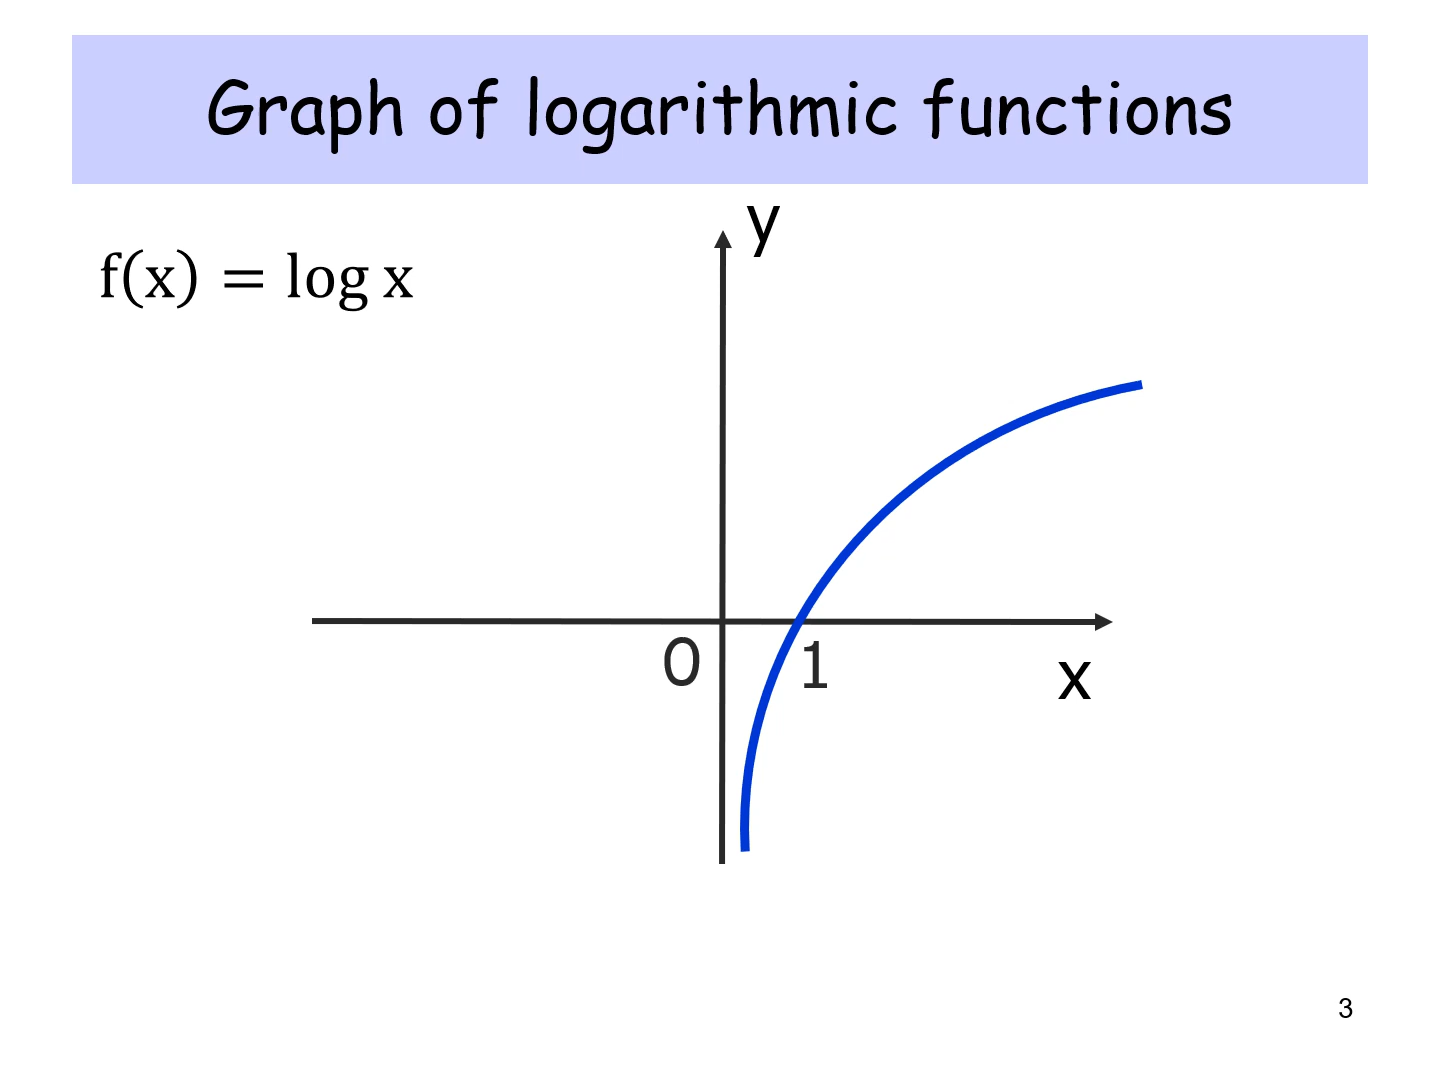 Graph of logarithmic functions
y
f(x) = log x
0
1
x
3